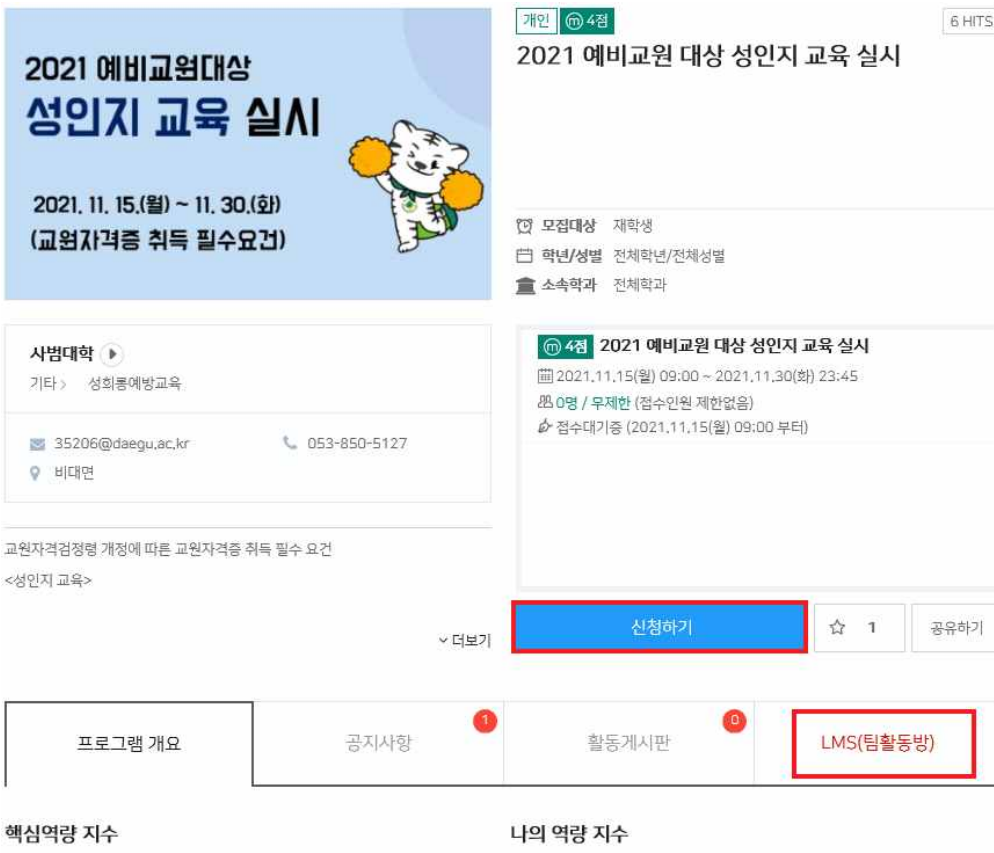 2021 예비교원대상
성인지 교육 실시
2021. 11. 15.(월) ~ 11. 30.(화)
(교원자격증 취득 필수요건)
개인 ⓜ 4점
6 HITS
2021 예비교원 대상 성인지 교육 실시
모집대상 재학생
학년/성별 전체학년/전체성별
소속학과 전체학과
사범대학
기타 > 성희롱예방교육
35206@daegu.ac.kr 053-850-5127
비대면
교원자격검정령 개정에 따른 교원자격증 취득 필수 요건
<성인지 교육>
더보기
ⓜ 4점 2021 예비교원 대상 성인지 교육 실시
2021.11.15(월) 09:00 ~ 2021.11.30(화) 23:45
0명 / 무제한 (접수인원 제한없음)
접수대기중 (2021.11.15(월) 09:00 부터)
신청하기
☆ 1
공유하기
프로그램 개요
공지사항 1
활동게시판 0
LMS(팀활동방)
핵심역량 지수
나의 역량 지수